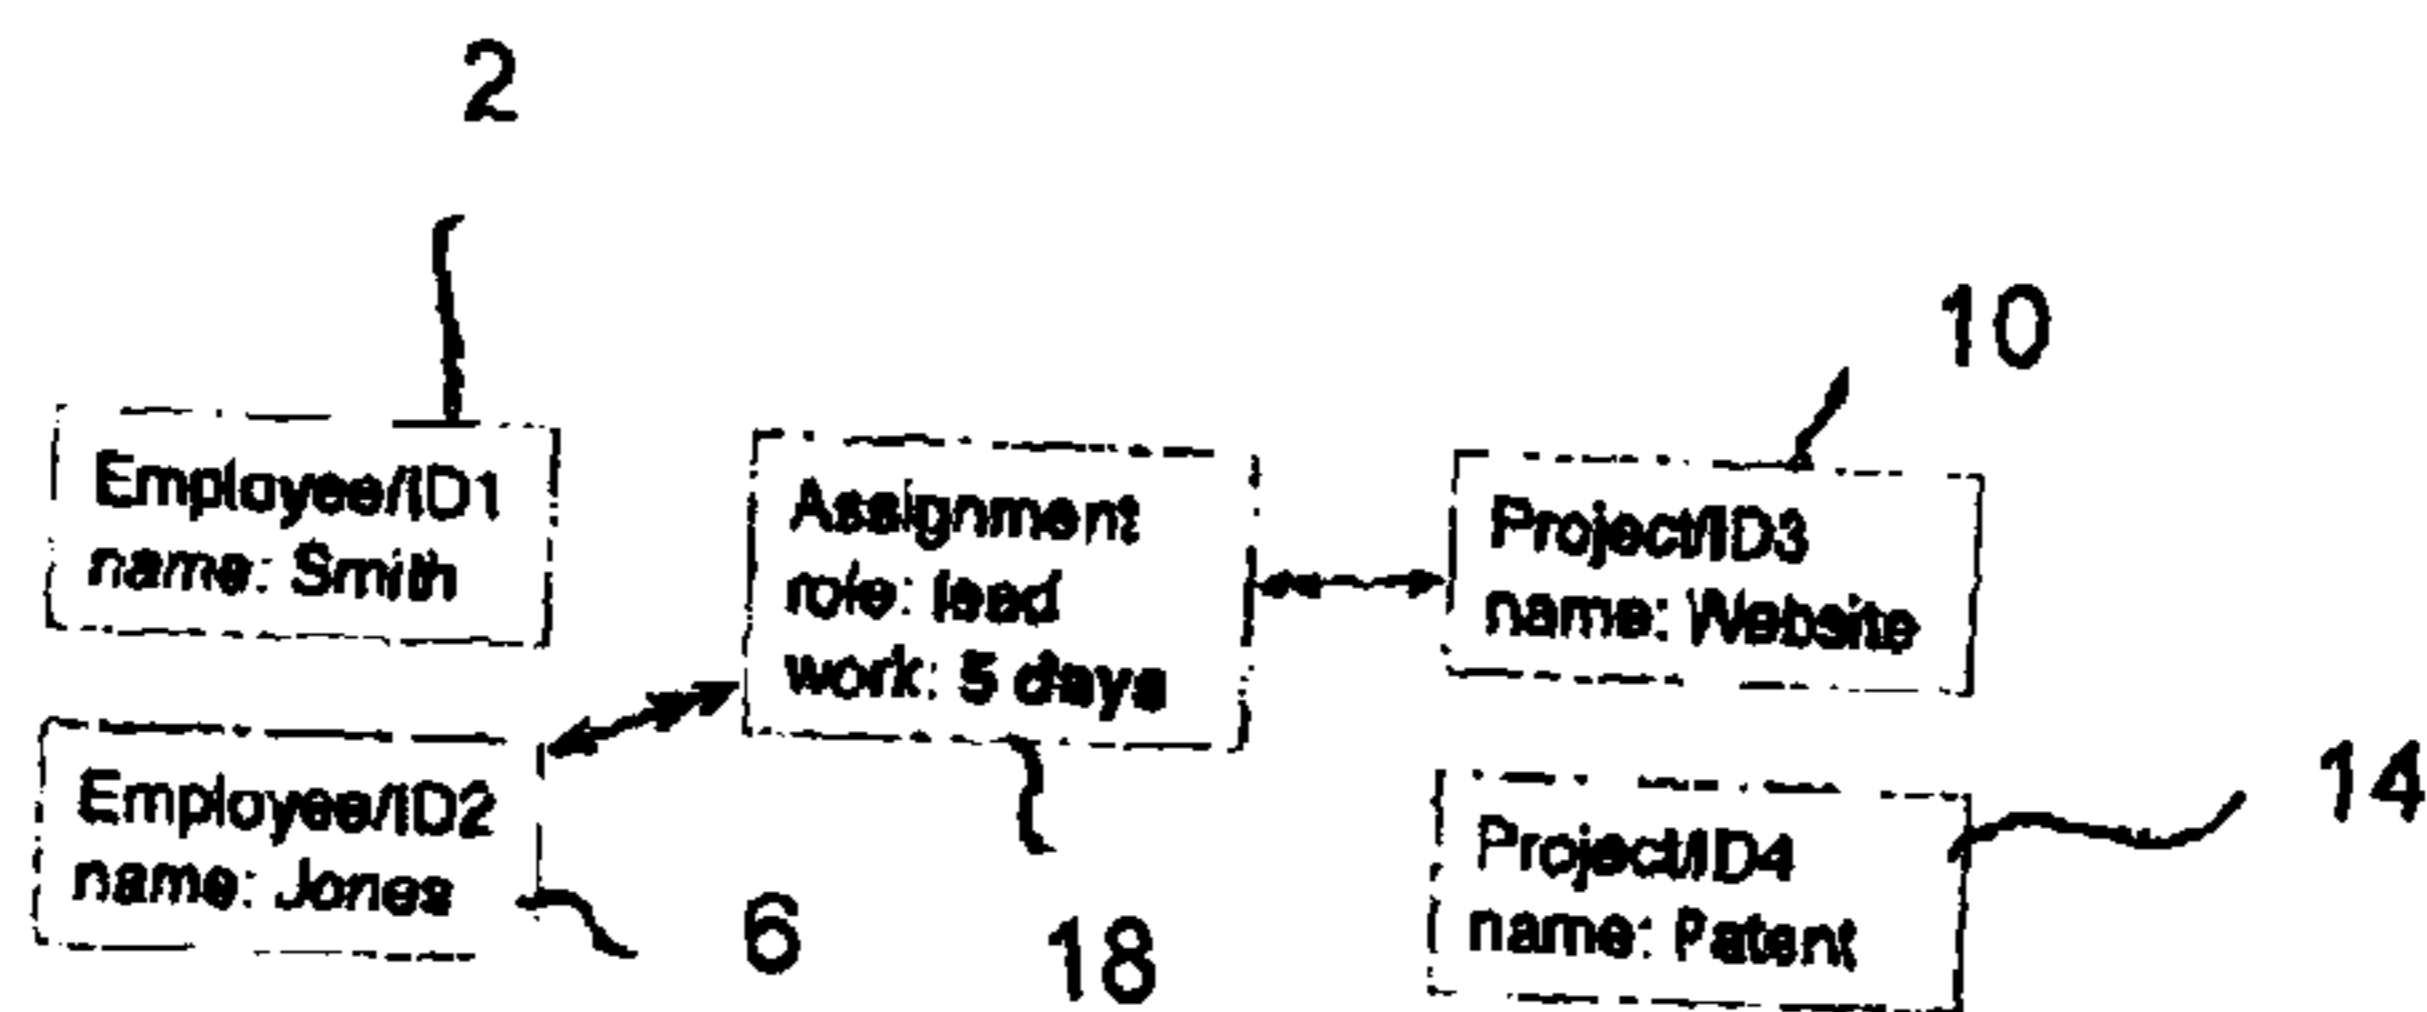 2
10
Employee/ID1
name: Smith
Assignment
role: lead
work: 5 days
Project/ID3
name: Website
14
Employee/ID2
name: Jones
6
18
Project/ID4
name: Patent